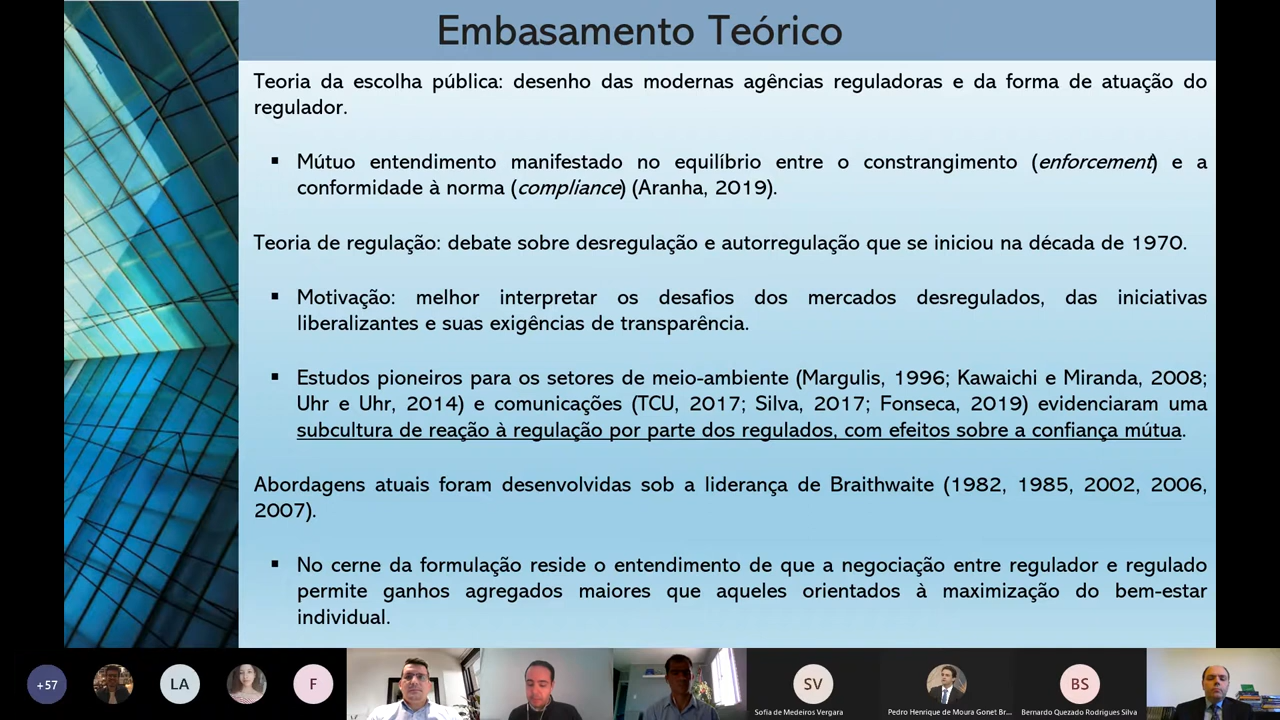 Embasamento Teórico
Teoria da escolha pública: desenho das modernas agências reguladoras e da forma de atuação do
regulador.
▪ Mútuo entendimento manifestado no equilíbrio entre o constrangimento (enforcement) e a
conformidade à norma (compliance) (Aranha, 2019).
Teoria de regulação: debate sobre desregulação e autorregulação que se iniciou na década de 1970.
▪ Motivação: melhor interpretar os desafios dos mercados desregulados, das iniciativas
liberalizantes e suas exigências de transparência.
▪ Estudos pioneiros para os setores de meio-ambiente (Margulis, 1996; Kawaichi e Miranda, 2008;
Uhr e Uhr, 2014) e comunicações (TCU, 2017; Silva, 2017; Fonseca, 2019) evidenciaram uma
subcultura de reação à regulação por parte dos regulados, com efeitos sobre a confiança mútua.
Abordagens atuais foram desenvolvidas sob a liderança de Braithwaite (1982, 1985, 2002, 2006,
2007).
▪ No cerne da formulação reside o entendimento de que a negociação entre regulador e regulado
permite ganhos agregados maiores que aqueles orientados à maximização do bem-estar
individual.
+57 LA F SV BS
Sofia de Medeiros Vergara Pedro Henrique de Moura Gonet Br... Bernardo Quezado Rodrigues Silva